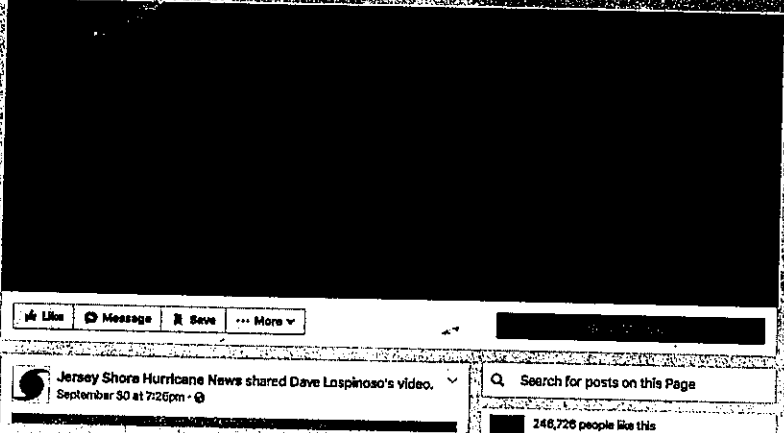 Like Message Save ··· More
Jersey Shore Hurricane News shared Dave Lospinoso's video.
September 30 at 7:26pm ·
Search for posts on this Page
246,726 people like this